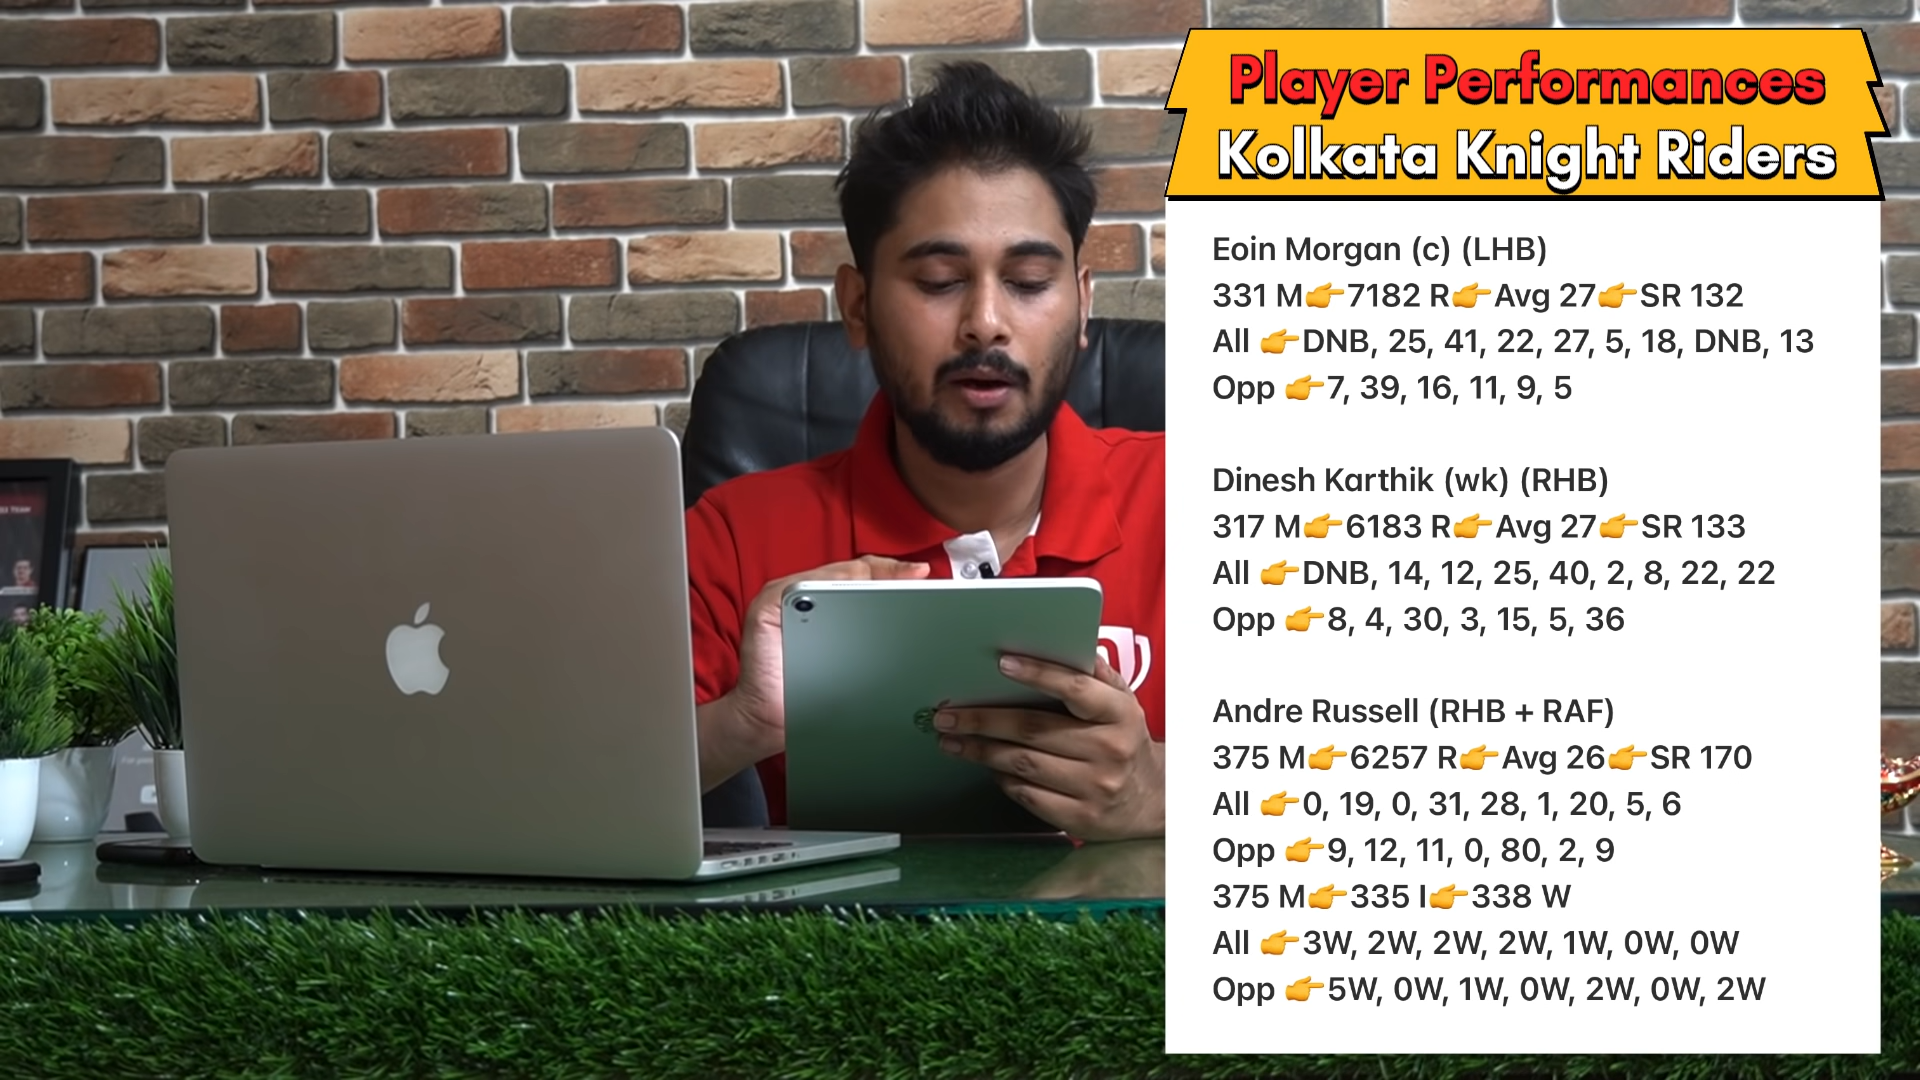 Player Performances
Kolkata Knight Riders
Eoin Morgan (c) (LHB)
331 M👉7182 R👉Avg 27👉SR 132
All 👉DNB, 25, 41, 22, 27, 5, 18, DNB, 13
Opp 👉7, 39, 16, 11, 9, 5
Dinesh Karthik (wk) (RHB)
317 M👉6183 R👉Avg 27👉SR 133
All 👉DNB, 14, 12, 25, 40, 2, 8, 22, 22
Opp 👉8, 4, 30, 3, 15, 5, 36
Andre Russell (RHB + RAF)
375 M👉6257 R👉Avg 26👉SR 170
All 👉0, 19, 0, 31, 28, 1, 20, 5, 6
Opp 👉9, 12, 11, 0, 80, 2, 9
375 M👉335 I👉338 W
All 👉3W, 2W, 2W, 2W, 1W, 0W, 0W
Opp 👉5W, 0W, 1W, 0W, 2W, 0W, 2W